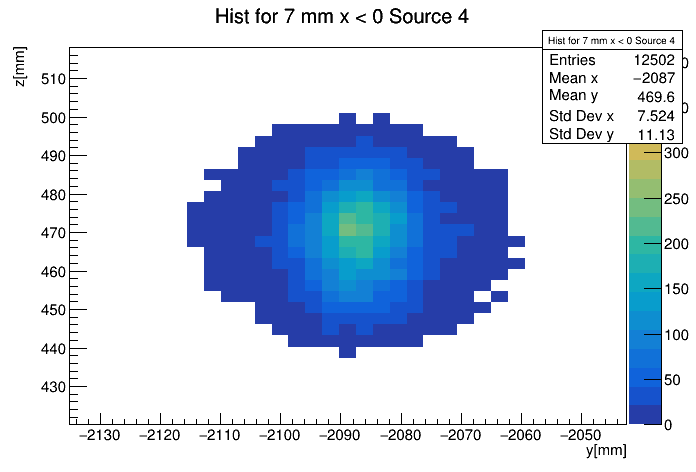 Hist for 7 mm x < 0 Source 4
Hist for 7 mm x < 0 Source 4
Entries 12502
Mean x −2087
Mean y 469.6
Std Dev x 7.524
Std Dev y 11.13
z[mm]
510
500
490
480
470
460
450
440
430
300
250
200
150
100
50
0
−2130 −2120 −2110 −2100 −2090 −2080 −2070 −2060 −2050
y[mm]